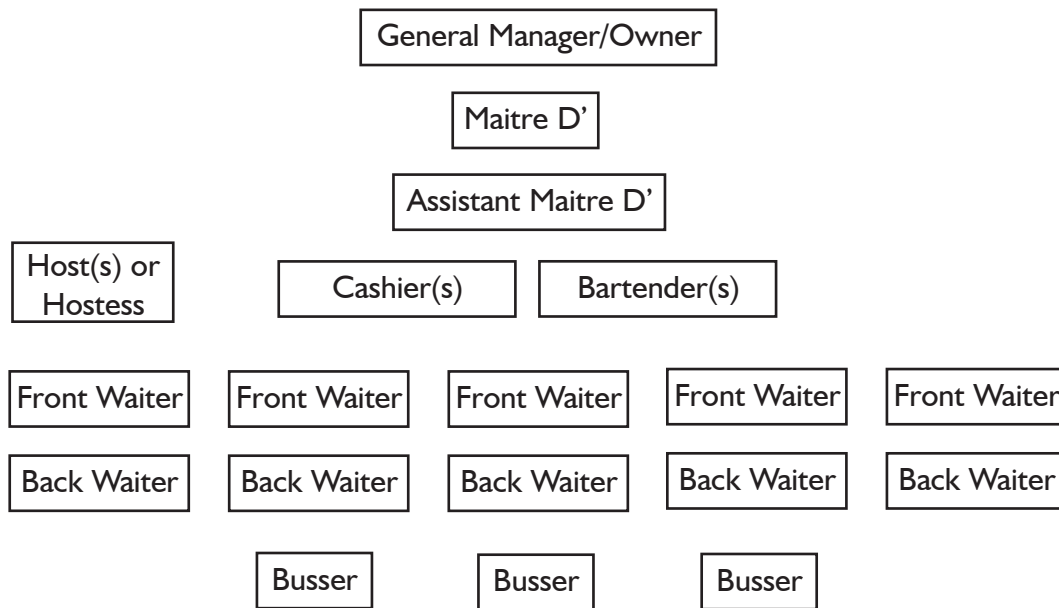 General Manager/Owner
Maitre D’
Assistant Maitre D’
Host(s) or
Hostess
Cashier(s)
Bartender(s)
Front Waiter
Front Waiter
Front Waiter
Front Waiter
Front Waiter
Back Waiter
Back Waiter
Back Waiter
Back Waiter
Back Waiter
Busser
Busser
Busser